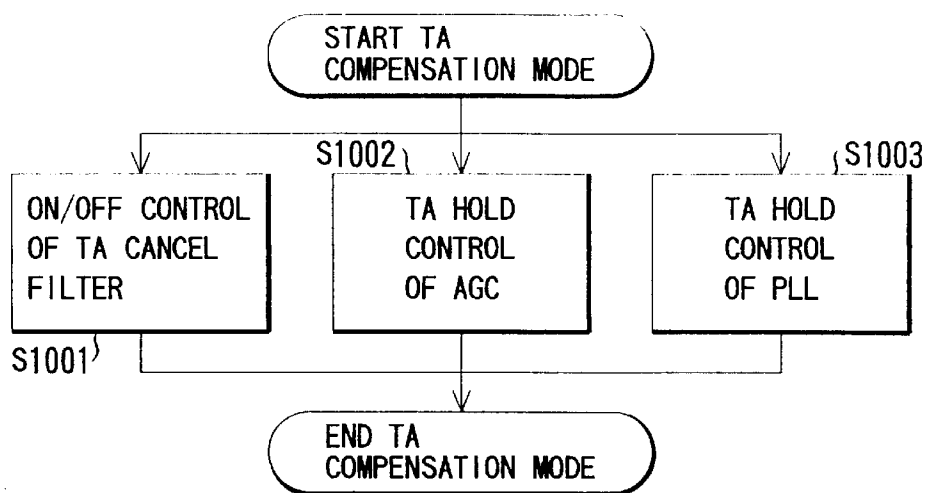 START TA
COMPENSATION MODE
S1002
S1003
ON/OFF CONTROL
OF TA CANCEL
FILTER
TA HOLD
CONTROL
OF AGC
TA HOLD
CONTROL
OF PLL
S1001
END TA
COMPENSATION MODE